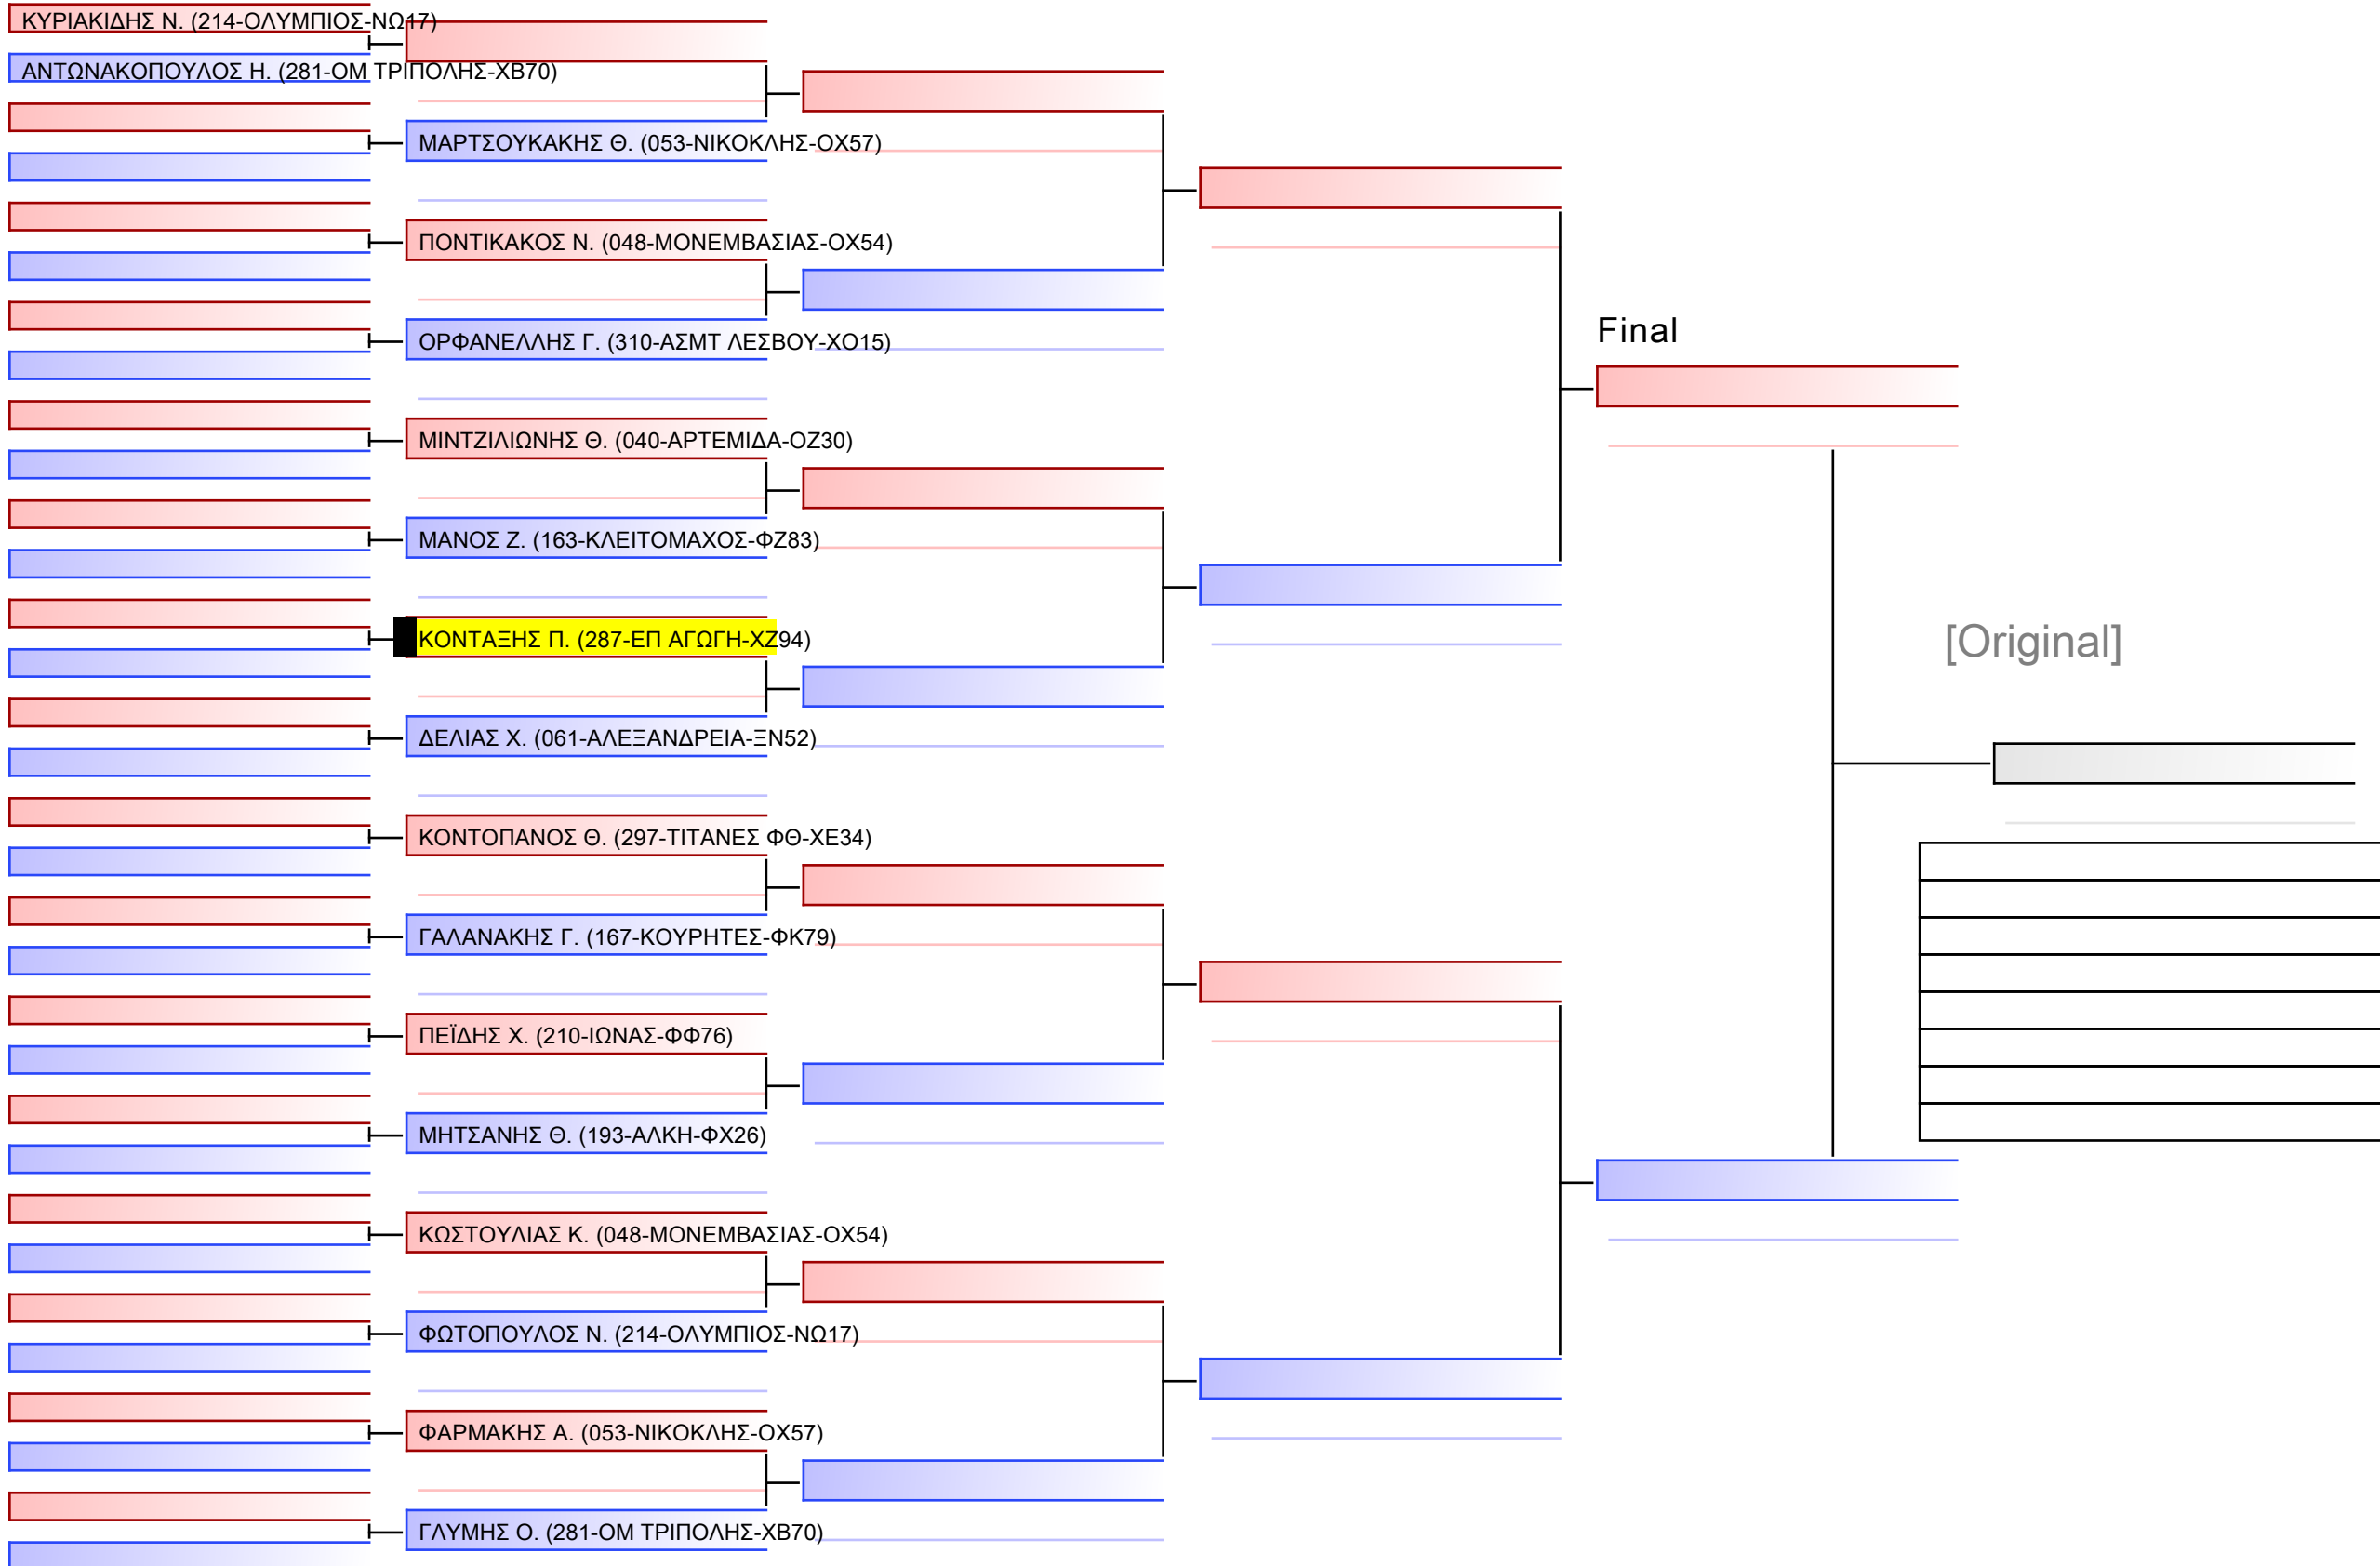 ΚΥΡΙΑΚΙΔΗΣ Ν. (214-ΟΛΥΜΠΙΟΣ-ΝΩ17)
ΑΝΤΩΝΑΚΟΠΟΥΛΟΣ Η. (281-ΟΜ ΤΡΙΠΟΛΗΣ-ΧΒ70)
ΜΑΡΤΣΟΥΚΑΚΗΣ Θ. (053-ΝΙΚΟΚΛΗΣ-ΟΧ57)
ΠΟΝΤΙΚΑΚΟΣ Ν. (048-ΜΟΝΕΜΒΑΣΙΑΣ-ΟΧ54)
ΟΡΦΑΝΕΛΛΗΣ Γ. (310-ΑΣΜΤ ΛΕΣΒΟΥ-ΧΟ15)
Final
ΜΙΝΤΖΙΛΙΩΝΗΣ Θ. (040-ΑΡΤΕΜΙΔΑ-ΟΖ30)
ΜΑΝΟΣ Ζ. (163-ΚΛΕΙΤΟΜΑΧΟΣ-ΦΖ83)
ΚΟΝΤΑΞΗΣ Π. (287-ΕΠ ΑΓΩΓΗ-ΧΖ94)
[Original]
ΔΕΛΙΑΣ Χ. (061-ΑΛΕΞΑΝΔΡΕΙΑ-ΞΝ52)
ΚΟΝΤΟΠΑΝΟΣ Θ. (297-ΤΙΤΑΝΕΣ ΦΘ-ΧΕ34)
ΓΑΛΑΝΑΚΗΣ Γ. (167-ΚΟΥΡΗΤΕΣ-ΦΚ79)
ΠΕΪΔΗΣ Χ. (210-ΙΩΝΑΣ-ΦΦ76)
ΜΗΤΣΑΝΗΣ Θ. (193-ΑΛΚΗ-ΦΧ26)
ΚΩΣΤΟΥΛΙΑΣ Κ. (048-ΜΟΝΕΜΒΑΣΙΑΣ-ΟΧ54)
ΦΩΤΟΠΟΥΛΟΣ Ν. (214-ΟΛΥΜΠΙΟΣ-ΝΩ17)
ΦΑΡΜΑΚΗΣ Α. (053-ΝΙΚΟΚΛΗΣ-ΟΧ57)
ΓΛΥΜΗΣ Ο. (281-ΟΜ ΤΡΙΠΟΛΗΣ-ΧΒ70)